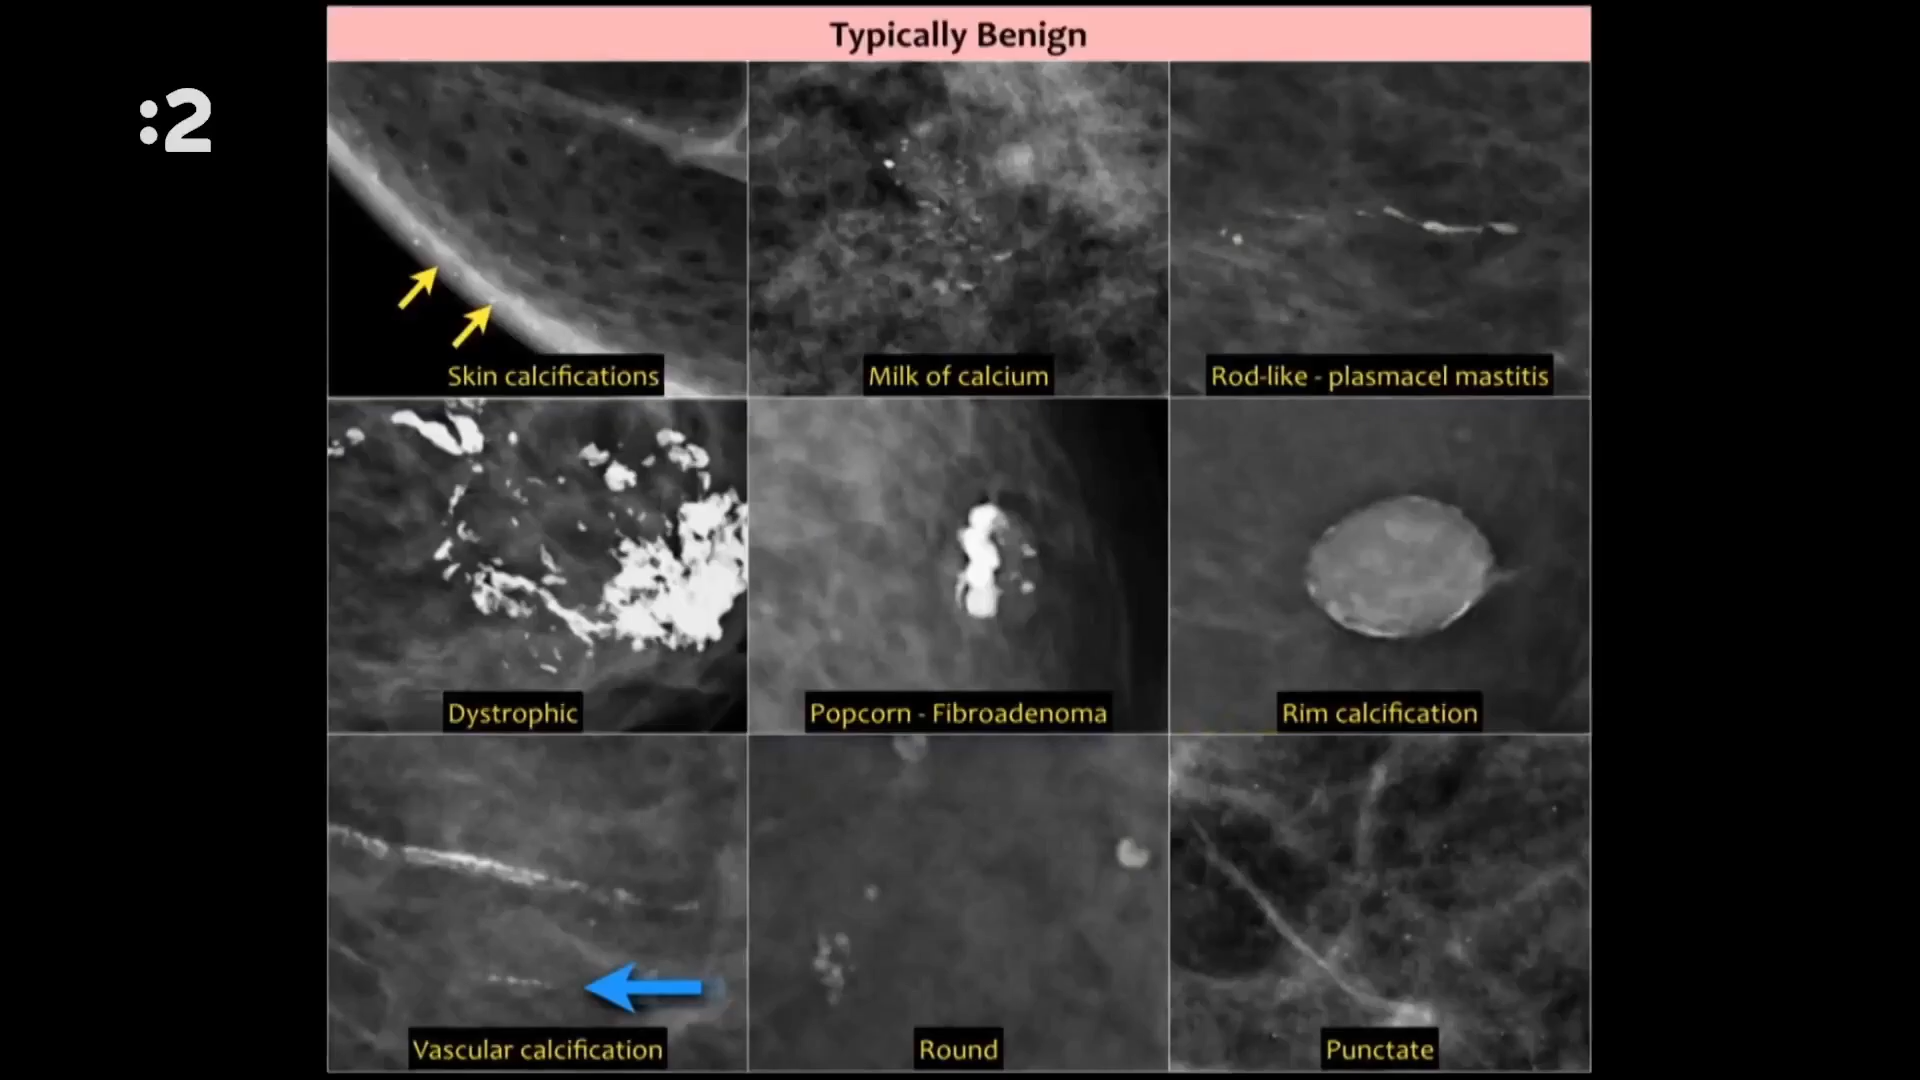 Typically Benign
:2
Skin calcifications
Milk of calcium
Rod-like - plasmacel mastitis
Dystrophic
Popcorn - Fibroadenoma
Rim calcification
Vascular calcification
Round
Punctate